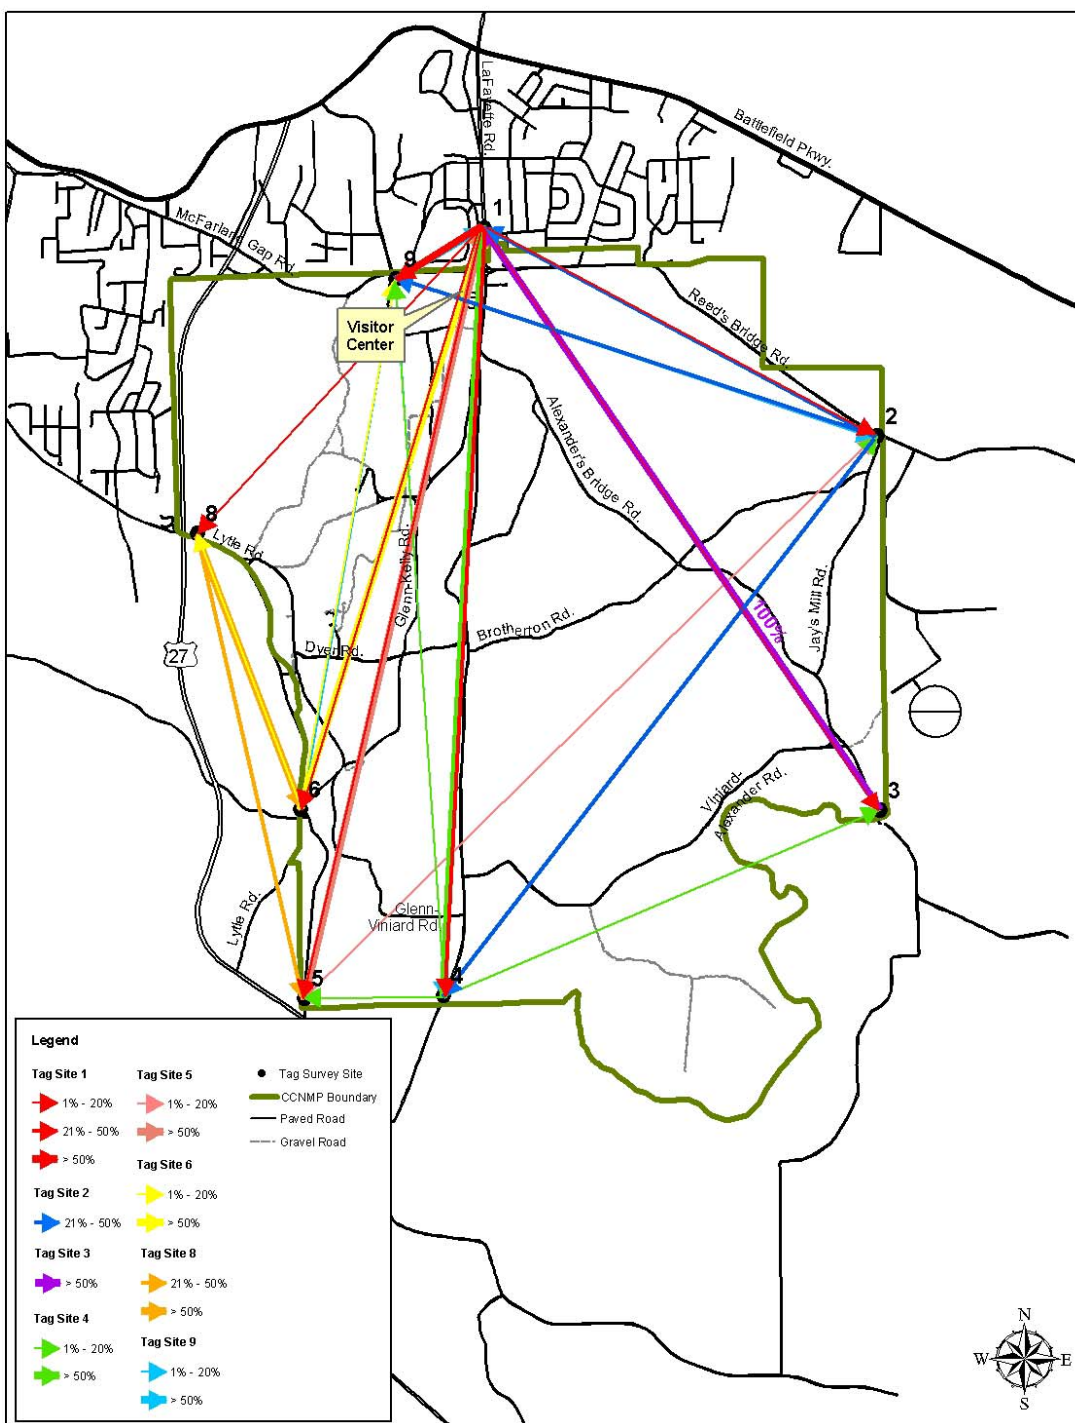 LaFayette Rd.
Battlefield Pkwy.
1
McFarland Gap Rd.
9
Visitor
Center
Reed's Bridge Rd.
2
Alexander's Bridge Rd.
8
Lytle Rd.
Glenn-Kelly Rd.
Brotherton Rd.
100%
Jay's Mill Rd.
Dyer Rd.
27
6
3
Viniard-
Alexander Rd.
Glenn-
Viniard Rd.
Lytle Rd.
5
4
Legend
Tag Site 1
1% - 20%
21% - 50%
> 50%
Tag Site 2
21% - 50%
Tag Site 3
> 50%
Tag Site 4
1% - 20%
> 50%
Tag Site 5
1% - 20%
> 50%
Tag Site 6
1% - 20%
> 50%
Tag Site 8
21% - 50%
> 50%
Tag Site 9
1% - 20%
> 50%
Tag Survey Site
CCNMP Boundary
Paved Road
Gravel Road
N
W E
S